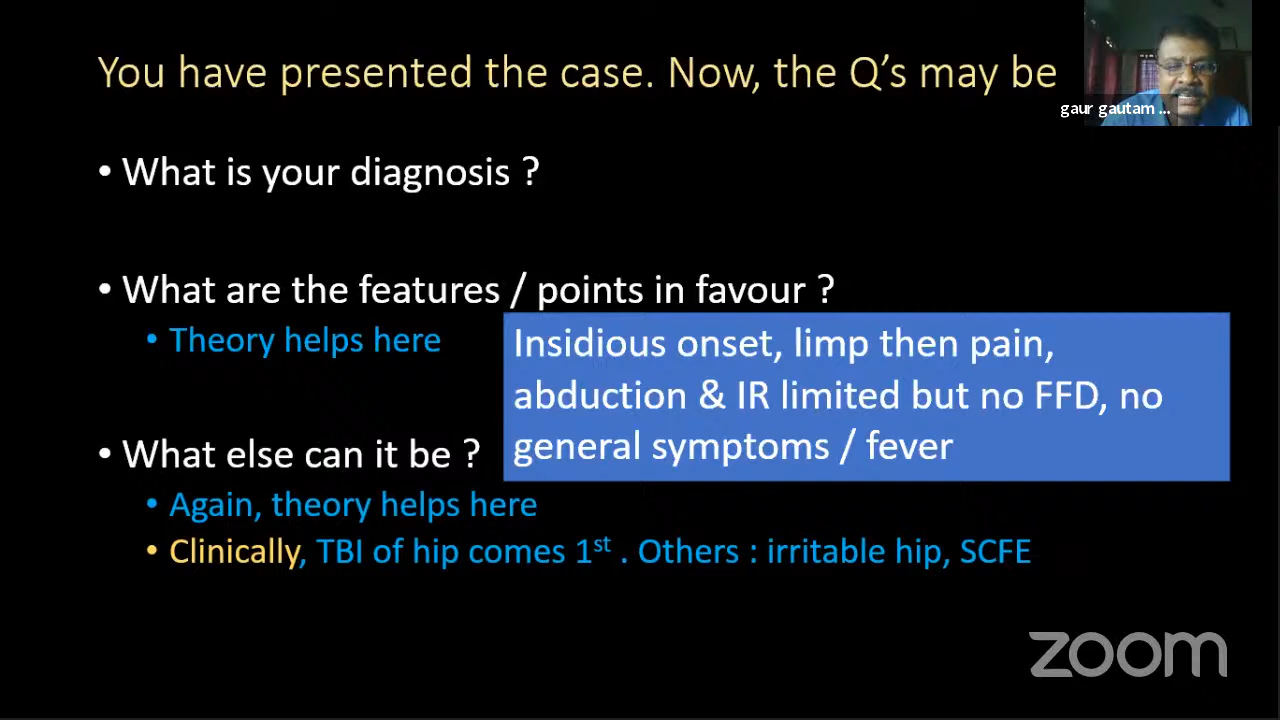 You have presented the case. Now, the Q’s may be
gaur gautam ...
• What is your diagnosis ?
• What are the features / points in favour ?
• Theory helps here
Insidious onset, limp then pain,
abduction & IR limited but no FFD, no
general symptoms / fever
• What else can it be ?
• Again, theory helps here
• Clinically, TBI of hip comes 1st . Others : irritable hip, SCFE
zoom